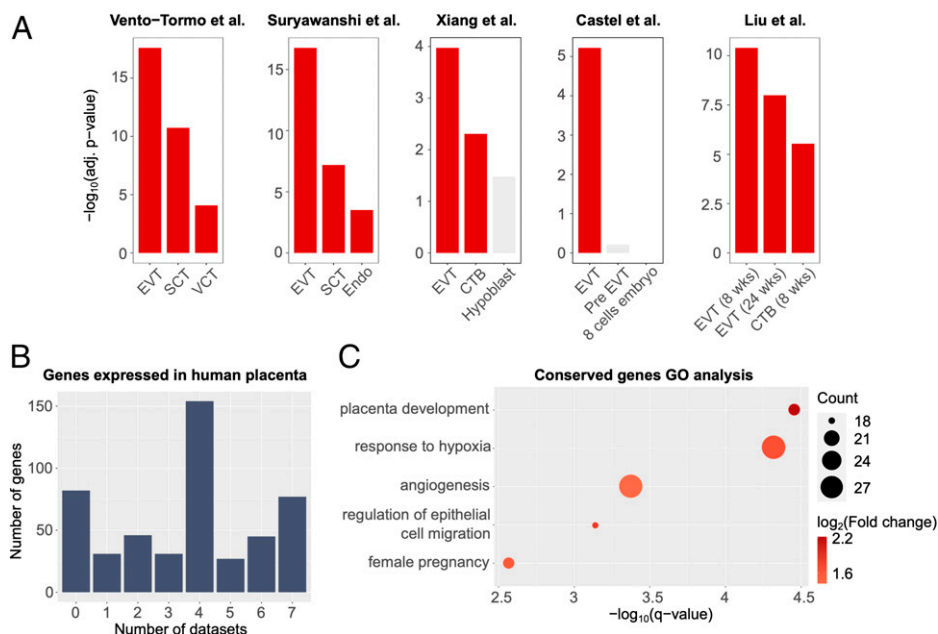 A
Vento-Tormo et al. Suryawanshi et al. Xiang et al. Castel et al. Liu et al.
−log10(adj. p-value)
15
10
5
0
EVT
SCT
VCT
15
10
5
0
EVT
SCT
Endo
4
3
2
1
0
EVT
CTB
Hypoblast
5
4
3
2
1
0
EVT
Pre EVT
8 cells embryo
10
7.5
5
2.5
0
EVT (8 wks)
EVT (24 wks)
CTB (8 wks)
B
Genes expressed in human placenta
Number of genes
150
100
50
0
0 1 2 3 4 5 6 7
Number of datasets
C
Conserved genes GO analysis
placenta development
response to hypoxia
angiogenesis
regulation of epithelial
cell migration
female pregnancy
2.5 3 3.5 4 4.5
−log10(q-value)
Count
18
21
24
27
log2(Fold change)
2.2
1.6